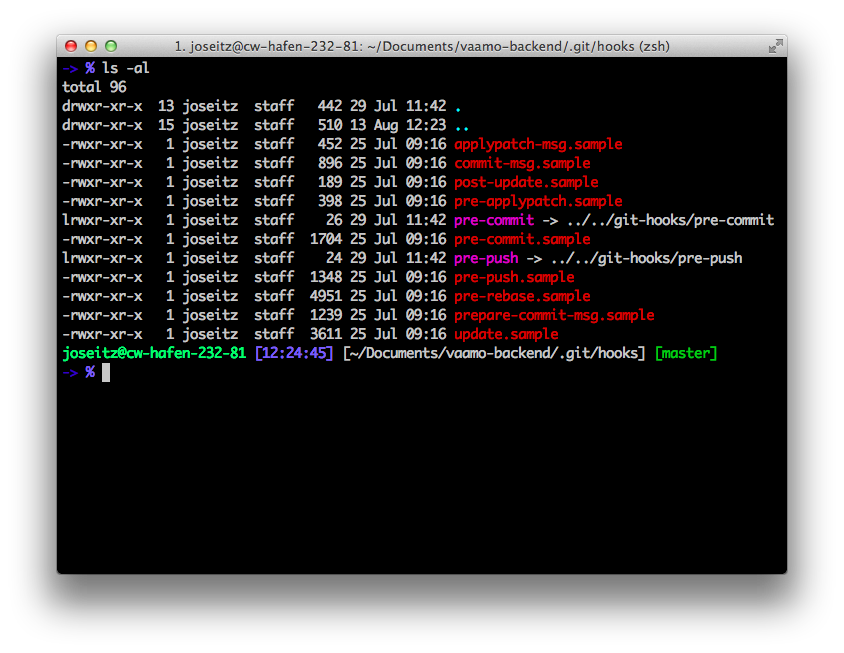 1. joseitz@cw-hafen-232-81: ~/Documents/vaamo-backend/.git/hooks (zsh)
-> % ls -al
total 96
drwxr-xr-x  13 joseitz  staff   442 29 Jul 11:42 .
drwxr-xr-x  15 joseitz  staff   510 13 Aug 12:23 ..
-rwxr-xr-x   1 joseitz  staff   452 25 Jul 09:16 applypatch-msg.sample
-rwxr-xr-x   1 joseitz  staff   896 25 Jul 09:16 commit-msg.sample
-rwxr-xr-x   1 joseitz  staff   189 25 Jul 09:16 post-update.sample
-rwxr-xr-x   1 joseitz  staff   398 25 Jul 09:16 pre-applypatch.sample
lrwxr-xr-x   1 joseitz  staff    26 29 Jul 11:42 pre-commit -> ../../git-hooks/pre-commit
-rwxr-xr-x   1 joseitz  staff  1704 25 Jul 09:16 pre-commit.sample
lrwxr-xr-x   1 joseitz  staff    24 29 Jul 11:42 pre-push -> ../../git-hooks/pre-push
-rwxr-xr-x   1 joseitz  staff  1348 25 Jul 09:16 pre-push.sample
-rwxr-xr-x   1 joseitz  staff  4951 25 Jul 09:16 pre-rebase.sample
-rwxr-xr-x   1 joseitz  staff  1239 25 Jul 09:16 prepare-commit-msg.sample
-rwxr-xr-x   1 joseitz  staff  3611 25 Jul 09:16 update.sample
joseitz@cw-hafen-232-81 [12:24:45] [~/Documents/vaamo-backend/.git/hooks] [master]
-> %